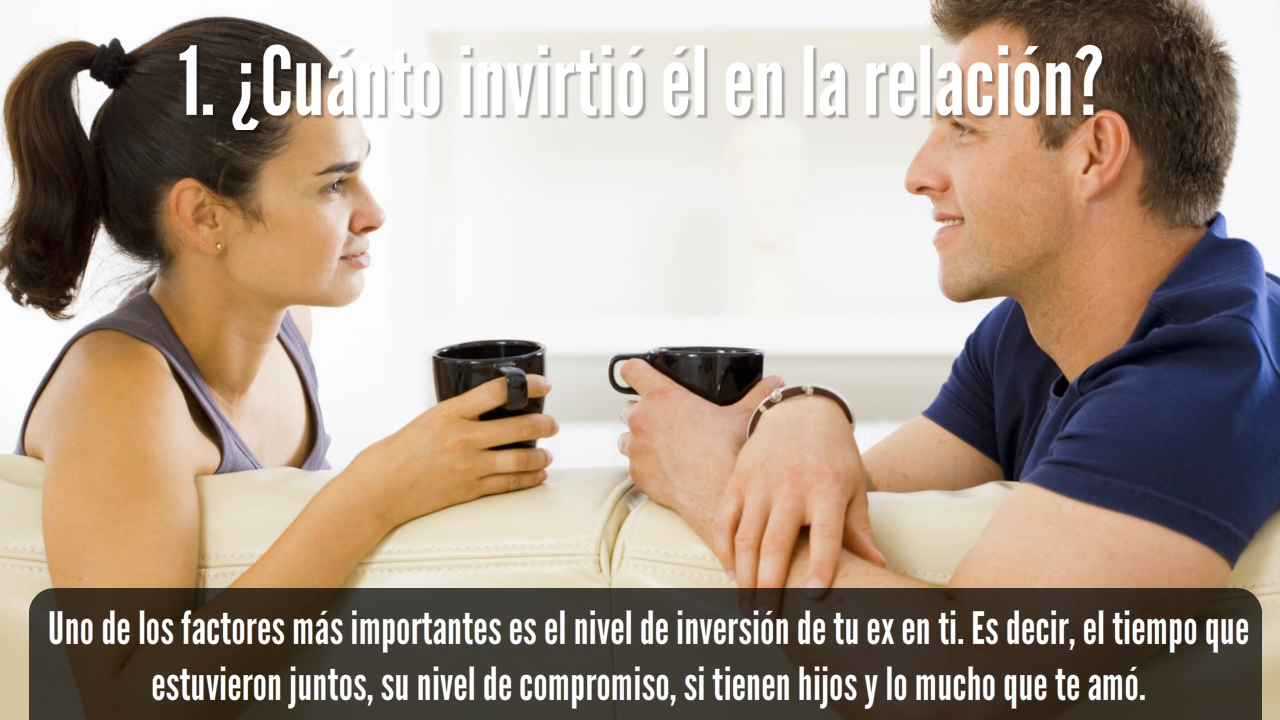 1. ¿Cuánto invirtió él en la relación?
Uno de los factores más importantes es el nivel de inversión de tu ex en ti. Es decir, el tiempo que
estuvieron juntos, su nivel de compromiso, si tienen hijos y lo mucho que te amó.